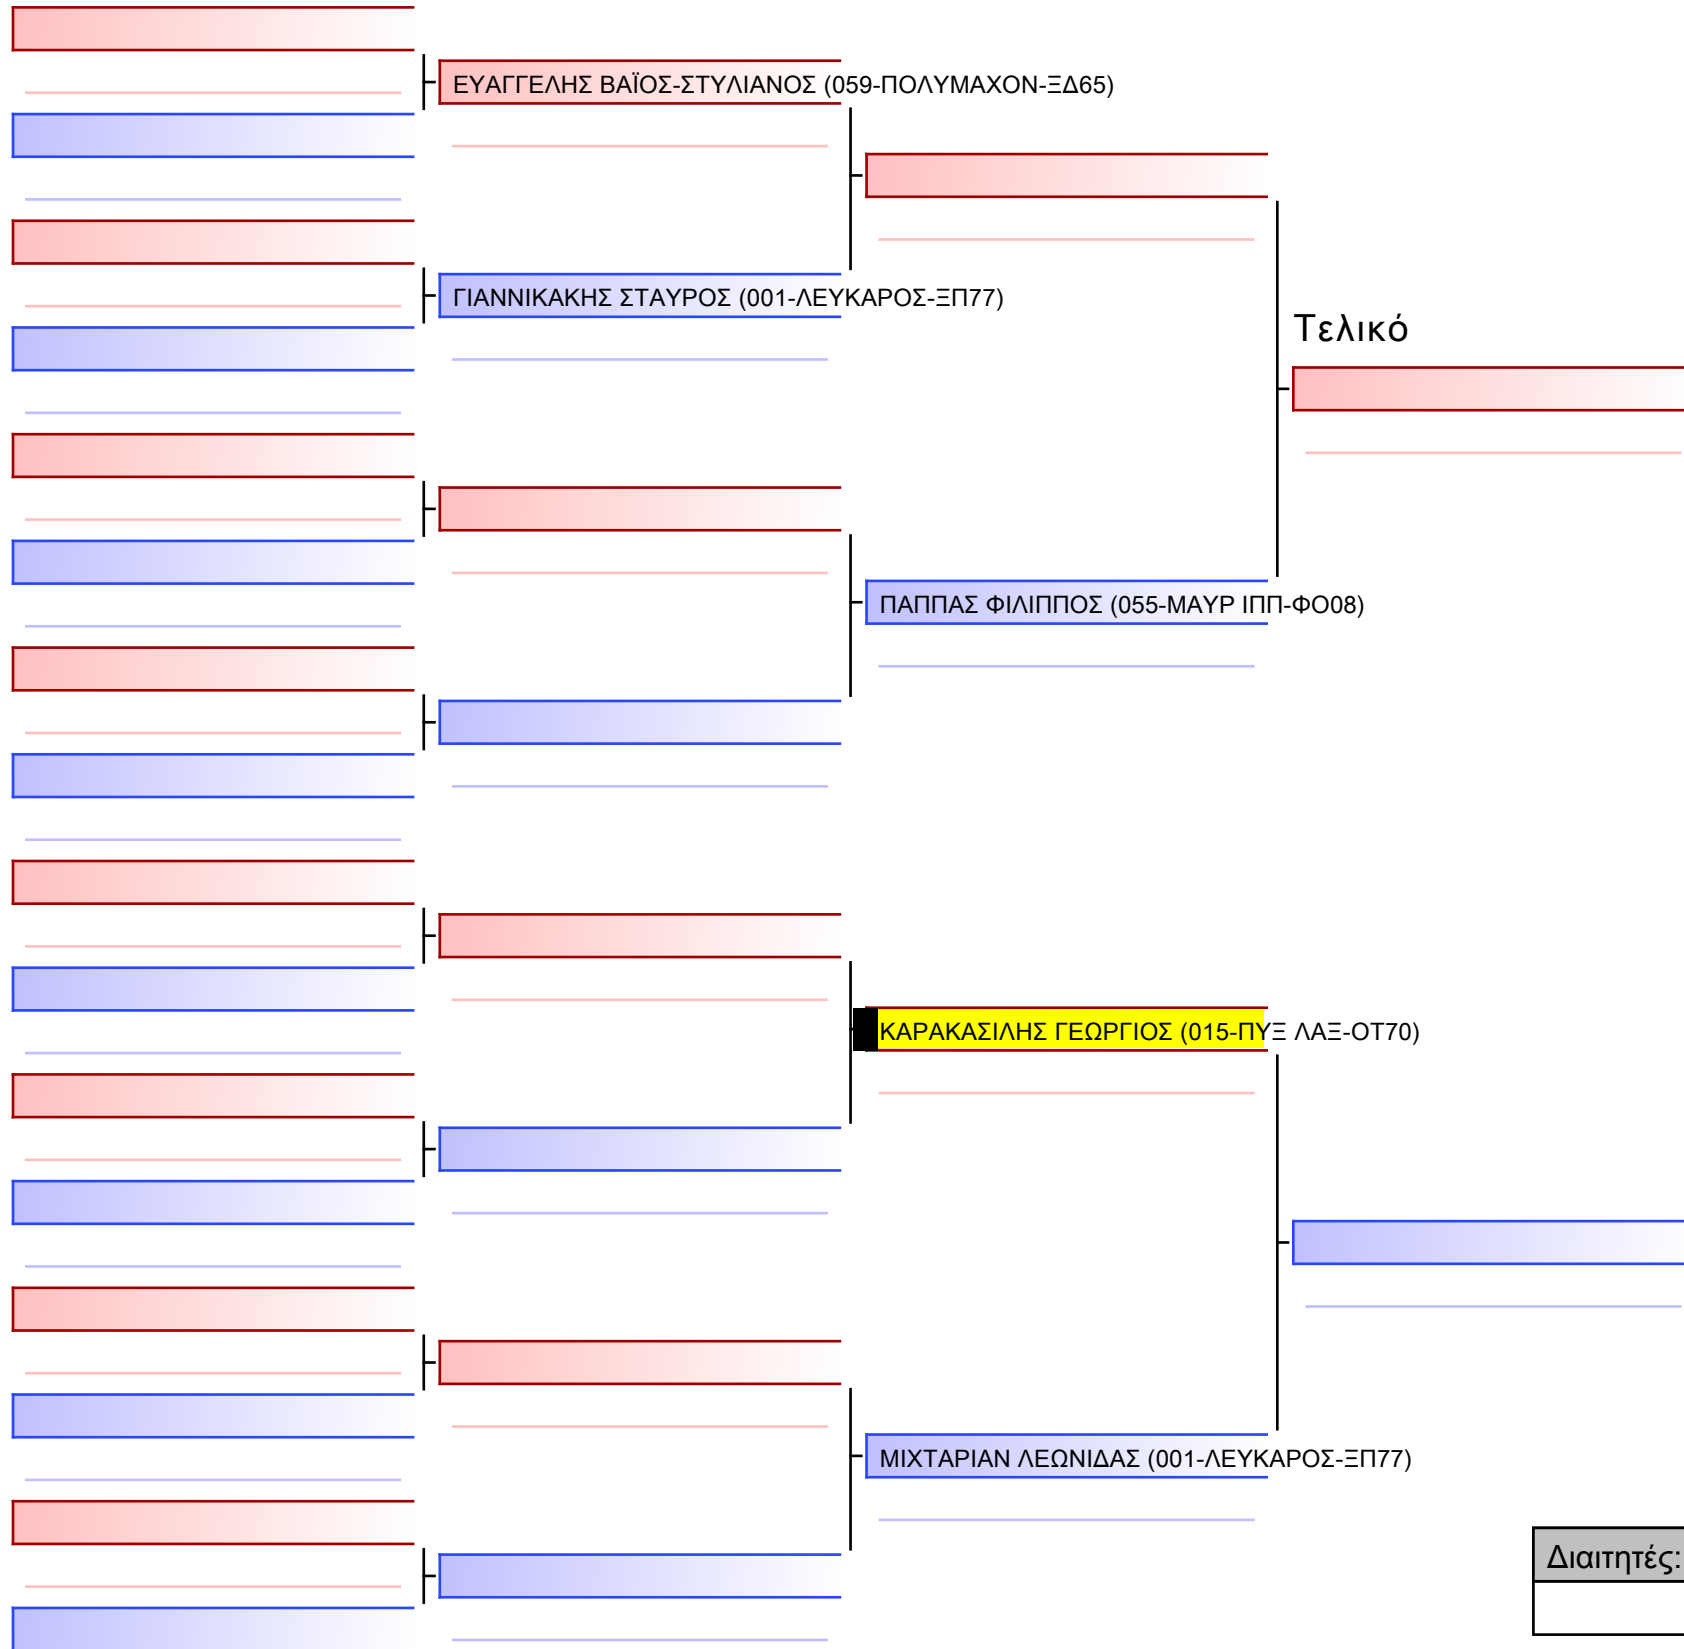 ΕΥΑΓΓΕΛΗΣ ΒΑΪΟΣ-ΣΤΥΛΙΑΝΟΣ (059-ΠΟΛΥΜΑΧΟΝ-ΞΔ65)
ΓΙΑΝΝΙΚΑΚΗΣ ΣΤΑΥΡΟΣ (001-ΛΕΥΚΑΡΟΣ-ΞΠ77)
Τελικό
ΠΑΠΠΑΣ ΦΙΛΙΠΠΟΣ (055-ΜΑΥΡ ΙΠΠ-ΦΟ08)
ΚΑΡΑΚΑΣΙΛΗΣ ΓΕΩΡΓΙΟΣ (015-ΠΥΞ ΛΑΞ-ΟΤ70)
ΜΙΧΤΑΡΙΑΝ ΛΕΩΝΙΔΑΣ (001-ΛΕΥΚΑΡΟΣ-ΞΠ77)
Διαιτητές: